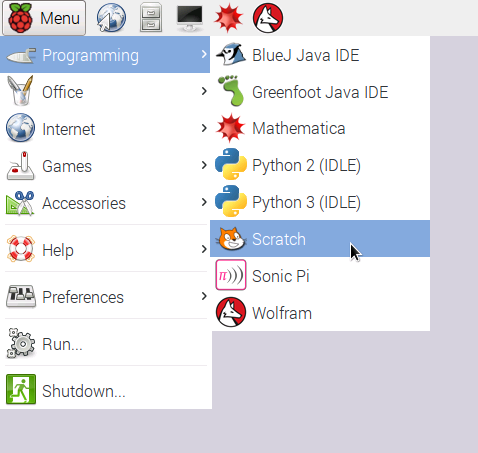 Menu
Programming
Office
Internet
Games
Accessories
Help
Preferences
Run...
Shutdown...
BlueJ Java IDE
Greenfoot Java IDE
Mathematica
Python 2 (IDLE)
Python 3 (IDLE)
Scratch
π)))
Sonic Pi
Wolfram